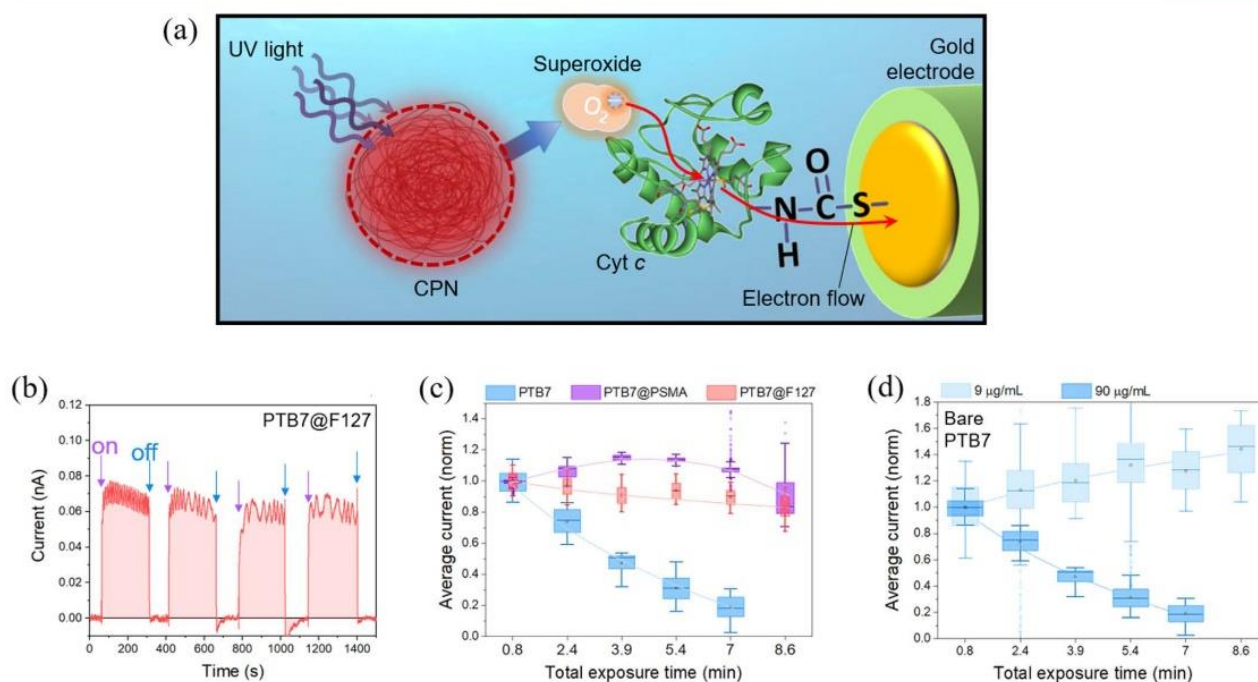 (a)
UV light
Superoxide
Gold
electrode
O2
O
N C S
H
Cyt c
CPN
Electron flow
(b)
PTB7@F127
on
off
Current (nA)
0.12
0.10
0.08
0.06
0.04
0.02
0.00
0 200 400 600 800 1000 1200 1400
Time (s)
(c)
PTB7 PTB7@PSMA PTB7@F127
Average current (norm)
1.4
1.2
1.0
0.8
0.6
0.4
0.2
0.0
0.8 2.4 3.9 5.4 7 8.6
Total exposure time (min)
(d)
9 µg/mL 90 µg/mL
Bare
PTB7
Average current (norm)
1.8
1.6
1.4
1.2
1.0
0.8
0.6
0.4
0.2
0.0
0.8 2.4 3.9 5.4 7 8.6
Total exposure time (min)